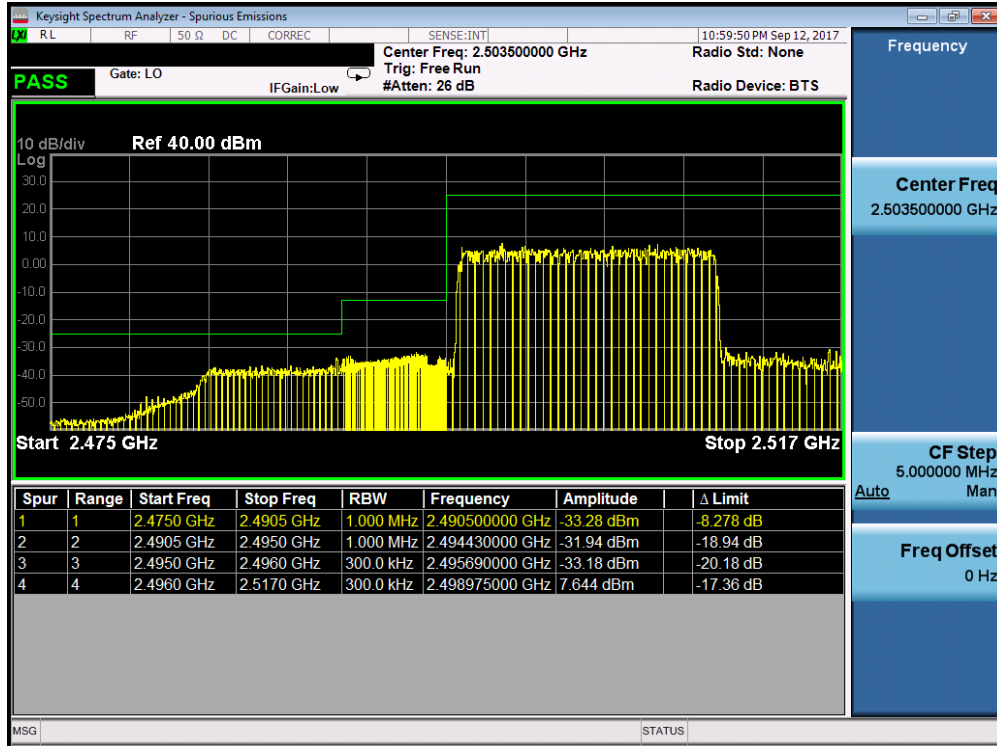 Keysight Spectrum Analyzer - Spurious Emissions
LXI RL RF 50 Ω DC CORREC SENSE:INT 10:59:50 PM Sep 12, 2017
Center Freq: 2.503500000 GHz Radio Std: None
PASS Gate: LO Trig: Free Run
IFGain:Low #Atten: 26 dB Radio Device: BTS
10 dB/div Ref 40.00 dBm
Log
30.0
20.0
10.0
0.00
-10.0
-20.0
-30.0
-40.0
-50.0
Start 2.475 GHz Stop 2.517 GHz
Spur Range Start Freq Stop Freq RBW Frequency Amplitude Δ Limit
1 1 2.4750 GHz 2.4905 GHz 1.000 MHz 2.490500000 GHz -33.28 dBm -8.278 dB
2 2 2.4905 GHz 2.4950 GHz 1.000 MHz 2.494430000 GHz -31.94 dBm -18.94 dB
3 3 2.4950 GHz 2.4960 GHz 300.0 kHz 2.495690000 GHz -33.18 dBm -20.18 dB
4 4 2.4960 GHz 2.5170 GHz 300.0 kHz 2.498975000 GHz 7.644 dBm -17.36 dB
MSG STATUS
Frequency
Center Freq
2.503500000 GHz
CF Step
5.000000 MHz
Auto Man
Freq Offset
0 Hz